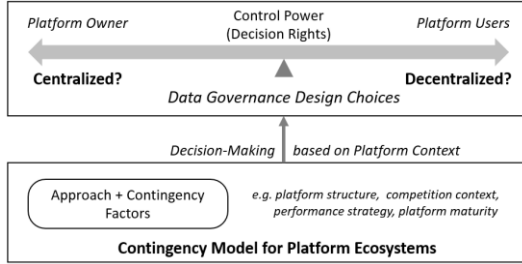 Platform Owner Control Power Platform Users
(Decision Rights)
Centralized? Decentralized?
Data Governance Design Choices
Decision-Making based on Platform Context
Approach + Contingency
Factors
e.g. platform structure, competition context,
performance strategy, platform maturity
Contingency Model for Platform Ecosystems